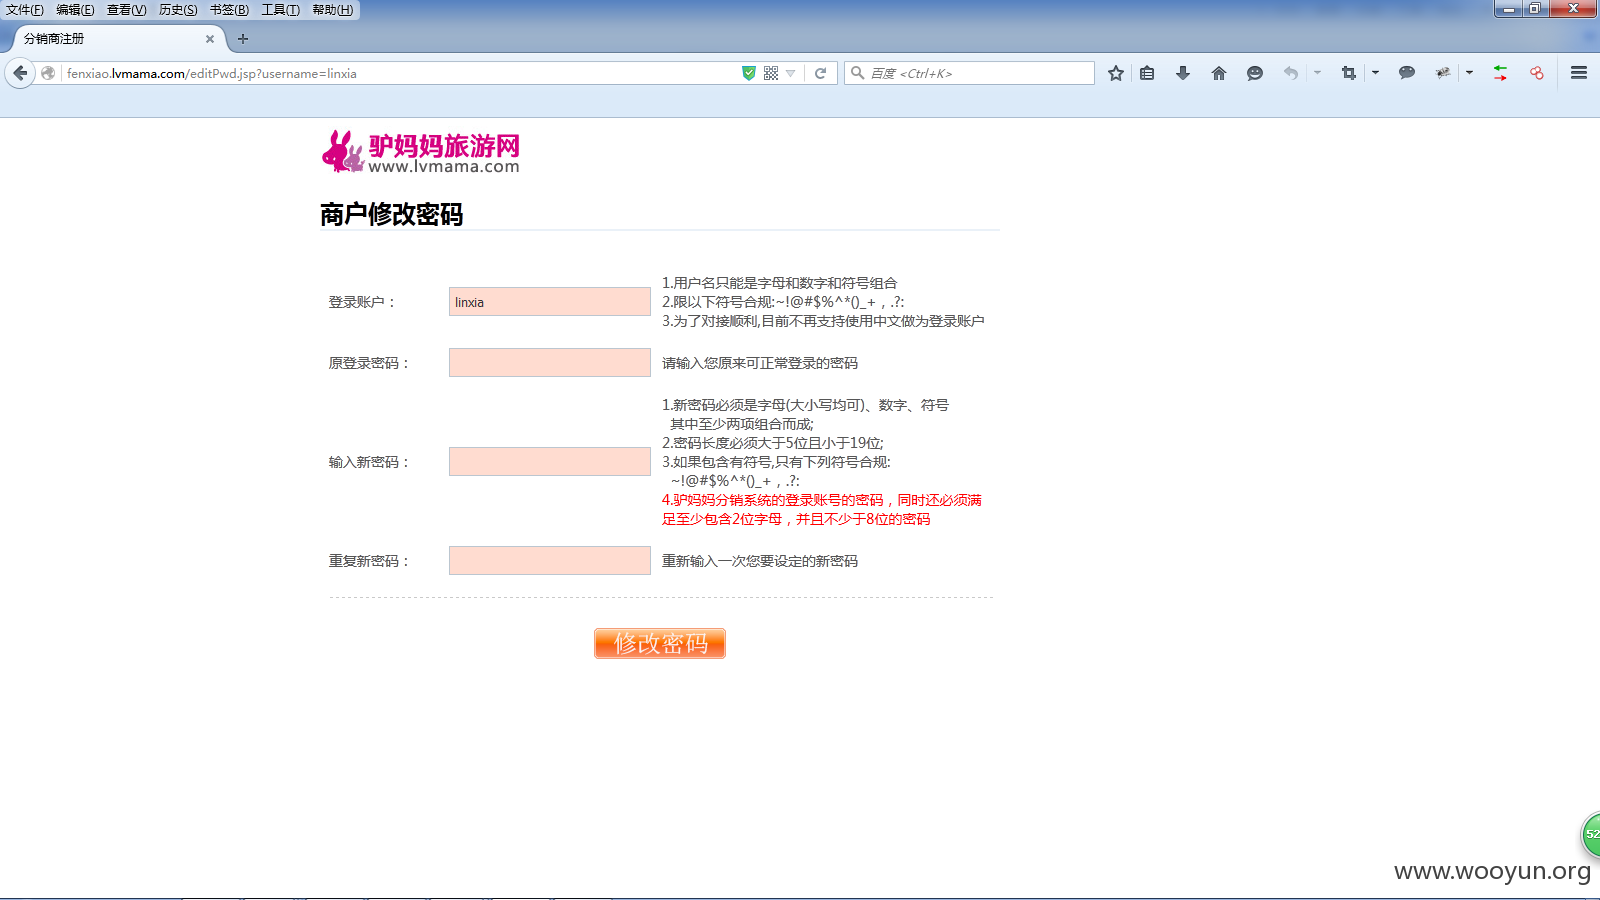 文件(F) 编辑(E) 查看(V) 历史(S) 书签(B) 工具(T) 帮助(H)
分销商注册
fenxiao.lvmama.com/editPwd.jsp?username=linxia
百度 <Ctrl+K>
驴妈妈旅游网
www.lvmama.com
商户修改密码
登录账户：
linxia
1.用户名只能是字母和数字和符号组合
2.限以下符号合规:~!@#$%^*()_+，.?:
3.为了对接顺利,目前不再支持使用中文做为登录账户
原登录密码：
请输入您原来可正常登录的密码
输入新密码：
1.新密码必须是字母(大小写均可)、数字、符号
其中至少两项组合而成;
2.密码长度必须大于5位且小于19位;
3.如果包含有符号,只有下列符号合规:
~!@#$%^*()_+，.?:
4.驴妈妈分销系统的登录账号的密码，同时还必须满
足至少包含2位字母，并且不少于8位的密码
重复新密码：
重新输入一次您要设定的新密码
修改密码
52
www.wooyun.org